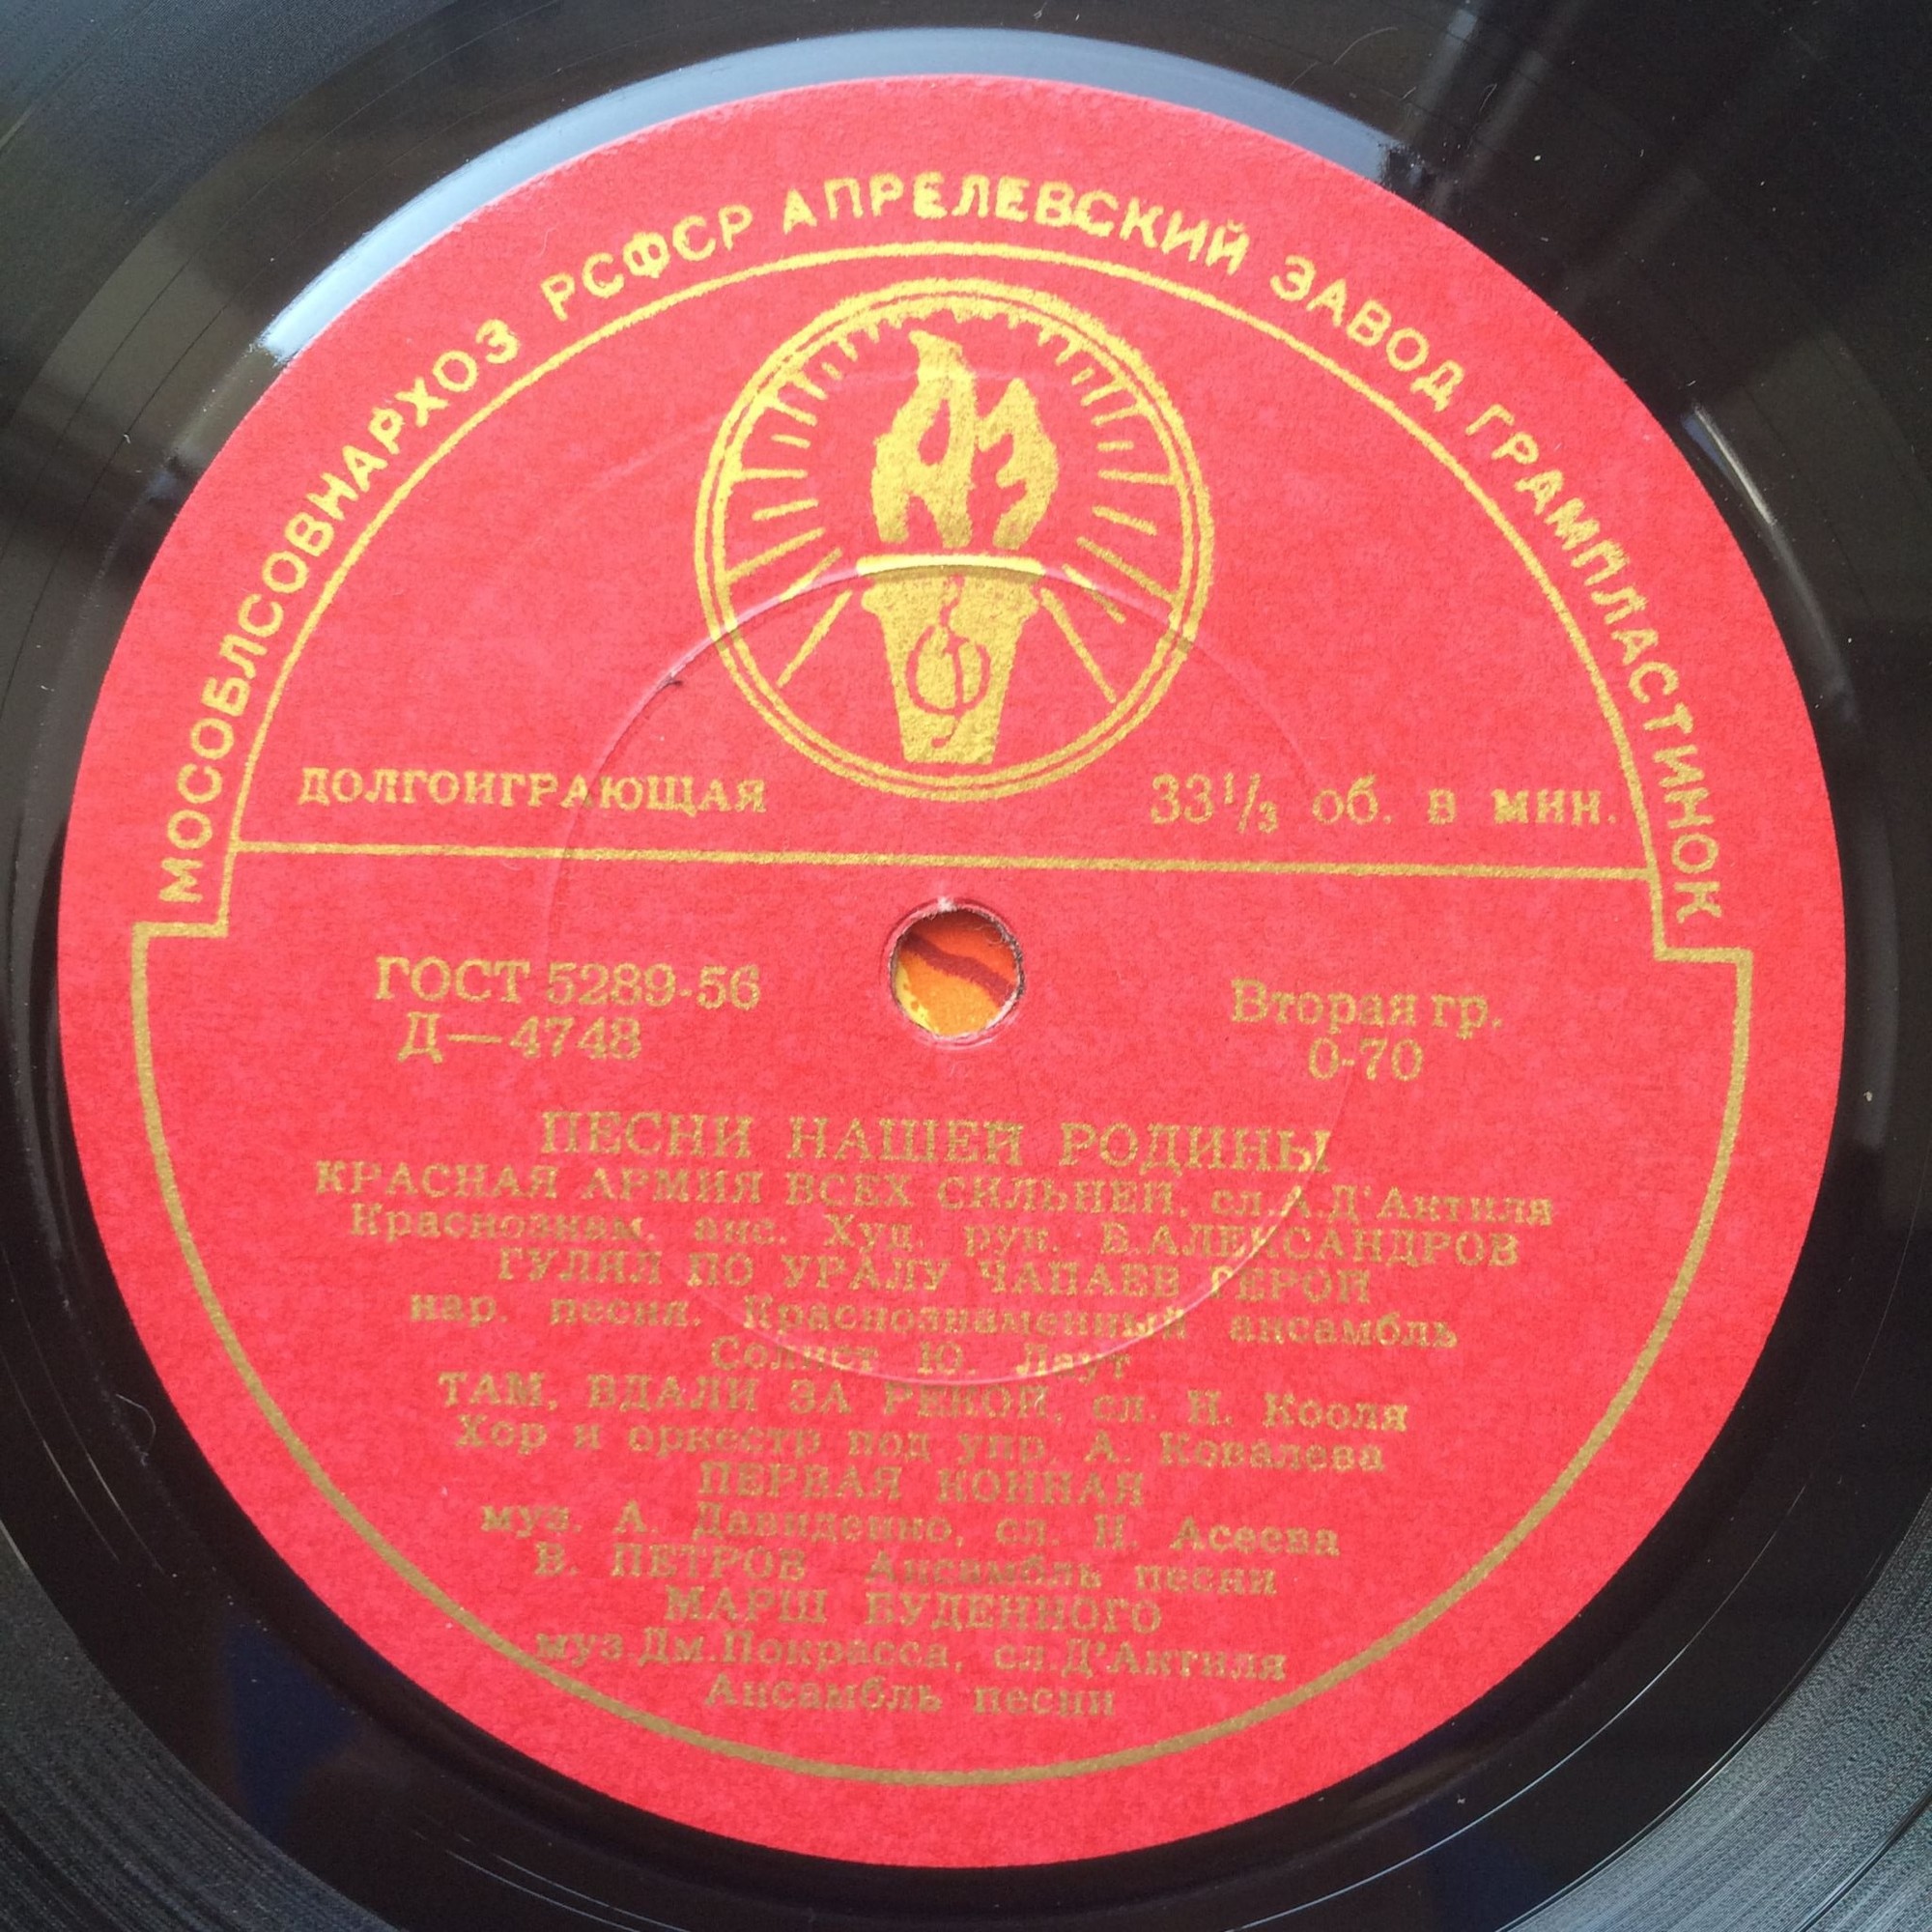 МОСОБЛСОВНАРХОЗ РСФСР АПРЕЛЕВСКИЙ ЗАВОД ГРАМПЛАСТИНОК
АЗ
ДОЛГОИГРАЮЩАЯ 33 1/3 об. в мин.
ГОСТ 5289-56 Вторая гр.
Д—4748 0-70
ПЕСНИ НАШЕЙ РОДИНЫ
КРАСНАЯ АРМИЯ ВСЕХ СИЛЬНЕЙ, сл.А.Д'Актиля
Краснознам. анс. Худ. рук. Б.АЛЕКСАНДРОВ
ГУЛЯЛ ПО УРАЛУ ЧАПАЕВ ГЕРОЙ
нар. песня. Краснознаменный ансамбль
Солист Ю. Лаут
ТАМ, ВДАЛИ ЗА РЕКОЙ, сл. Н. Кооля
Хор и оркестр под упр. А. Ковалева
ПЕРВАЯ КОННАЯ
муз. А. Давиденко, сл. Н. Асеева
В. ПЕТРОВ Ансамбль песни
МАРШ БУДЕННОГО
муз.Дм.Покрасса, сл.Д'Актиля
Ансамбль песни